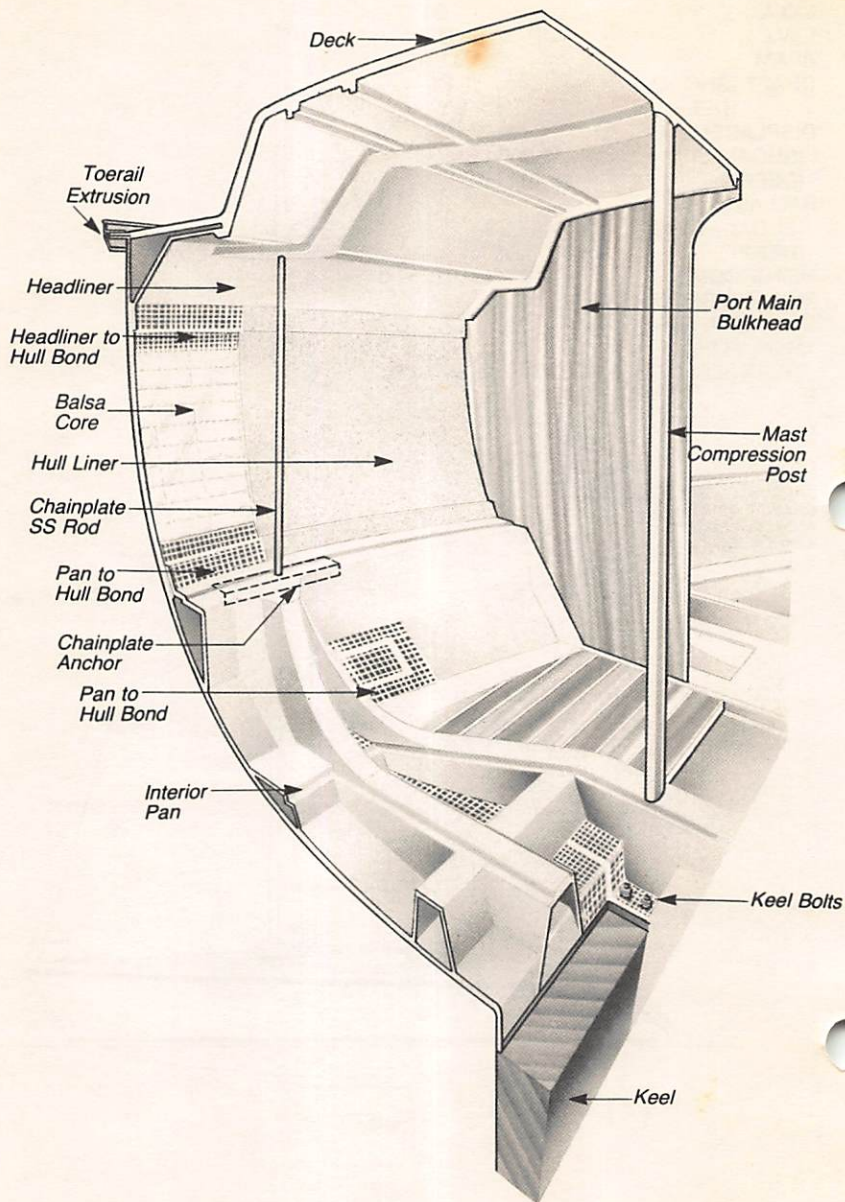 Deck
Toerail
Extrusion
Headliner
Headliner to
Hull Bond
Balsa
Core
Hull Liner
Chainplate
SS Rod
Pan to
Hull Bond
Chainplate
Anchor
Pan to
Hull Bond
Interior
Pan
Port Main
Bulkhead
Mast
Compression
Post
Keel Bolts
Keel